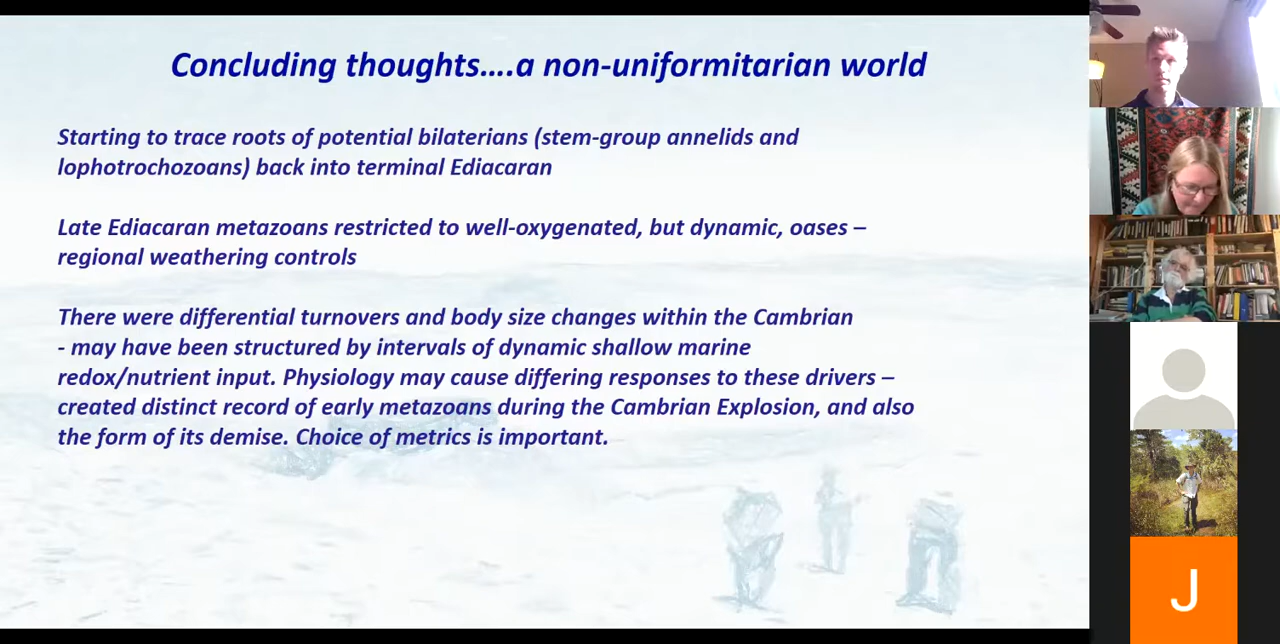 Concluding thoughts....a non-uniformitarian world
Starting to trace roots of potential bilaterians (stem-group annelids and
lophotrochozoans) back into terminal Ediacaran
Late Ediacaran metazoans restricted to well-oxygenated, but dynamic, oases –
regional weathering controls
There were differential turnovers and body size changes within the Cambrian
- may have been structured by intervals of dynamic shallow marine
redox/nutrient input. Physiology may cause differing responses to these drivers –
created distinct record of early metazoans during the Cambrian Explosion, and also
the form of its demise. Choice of metrics is important.
J